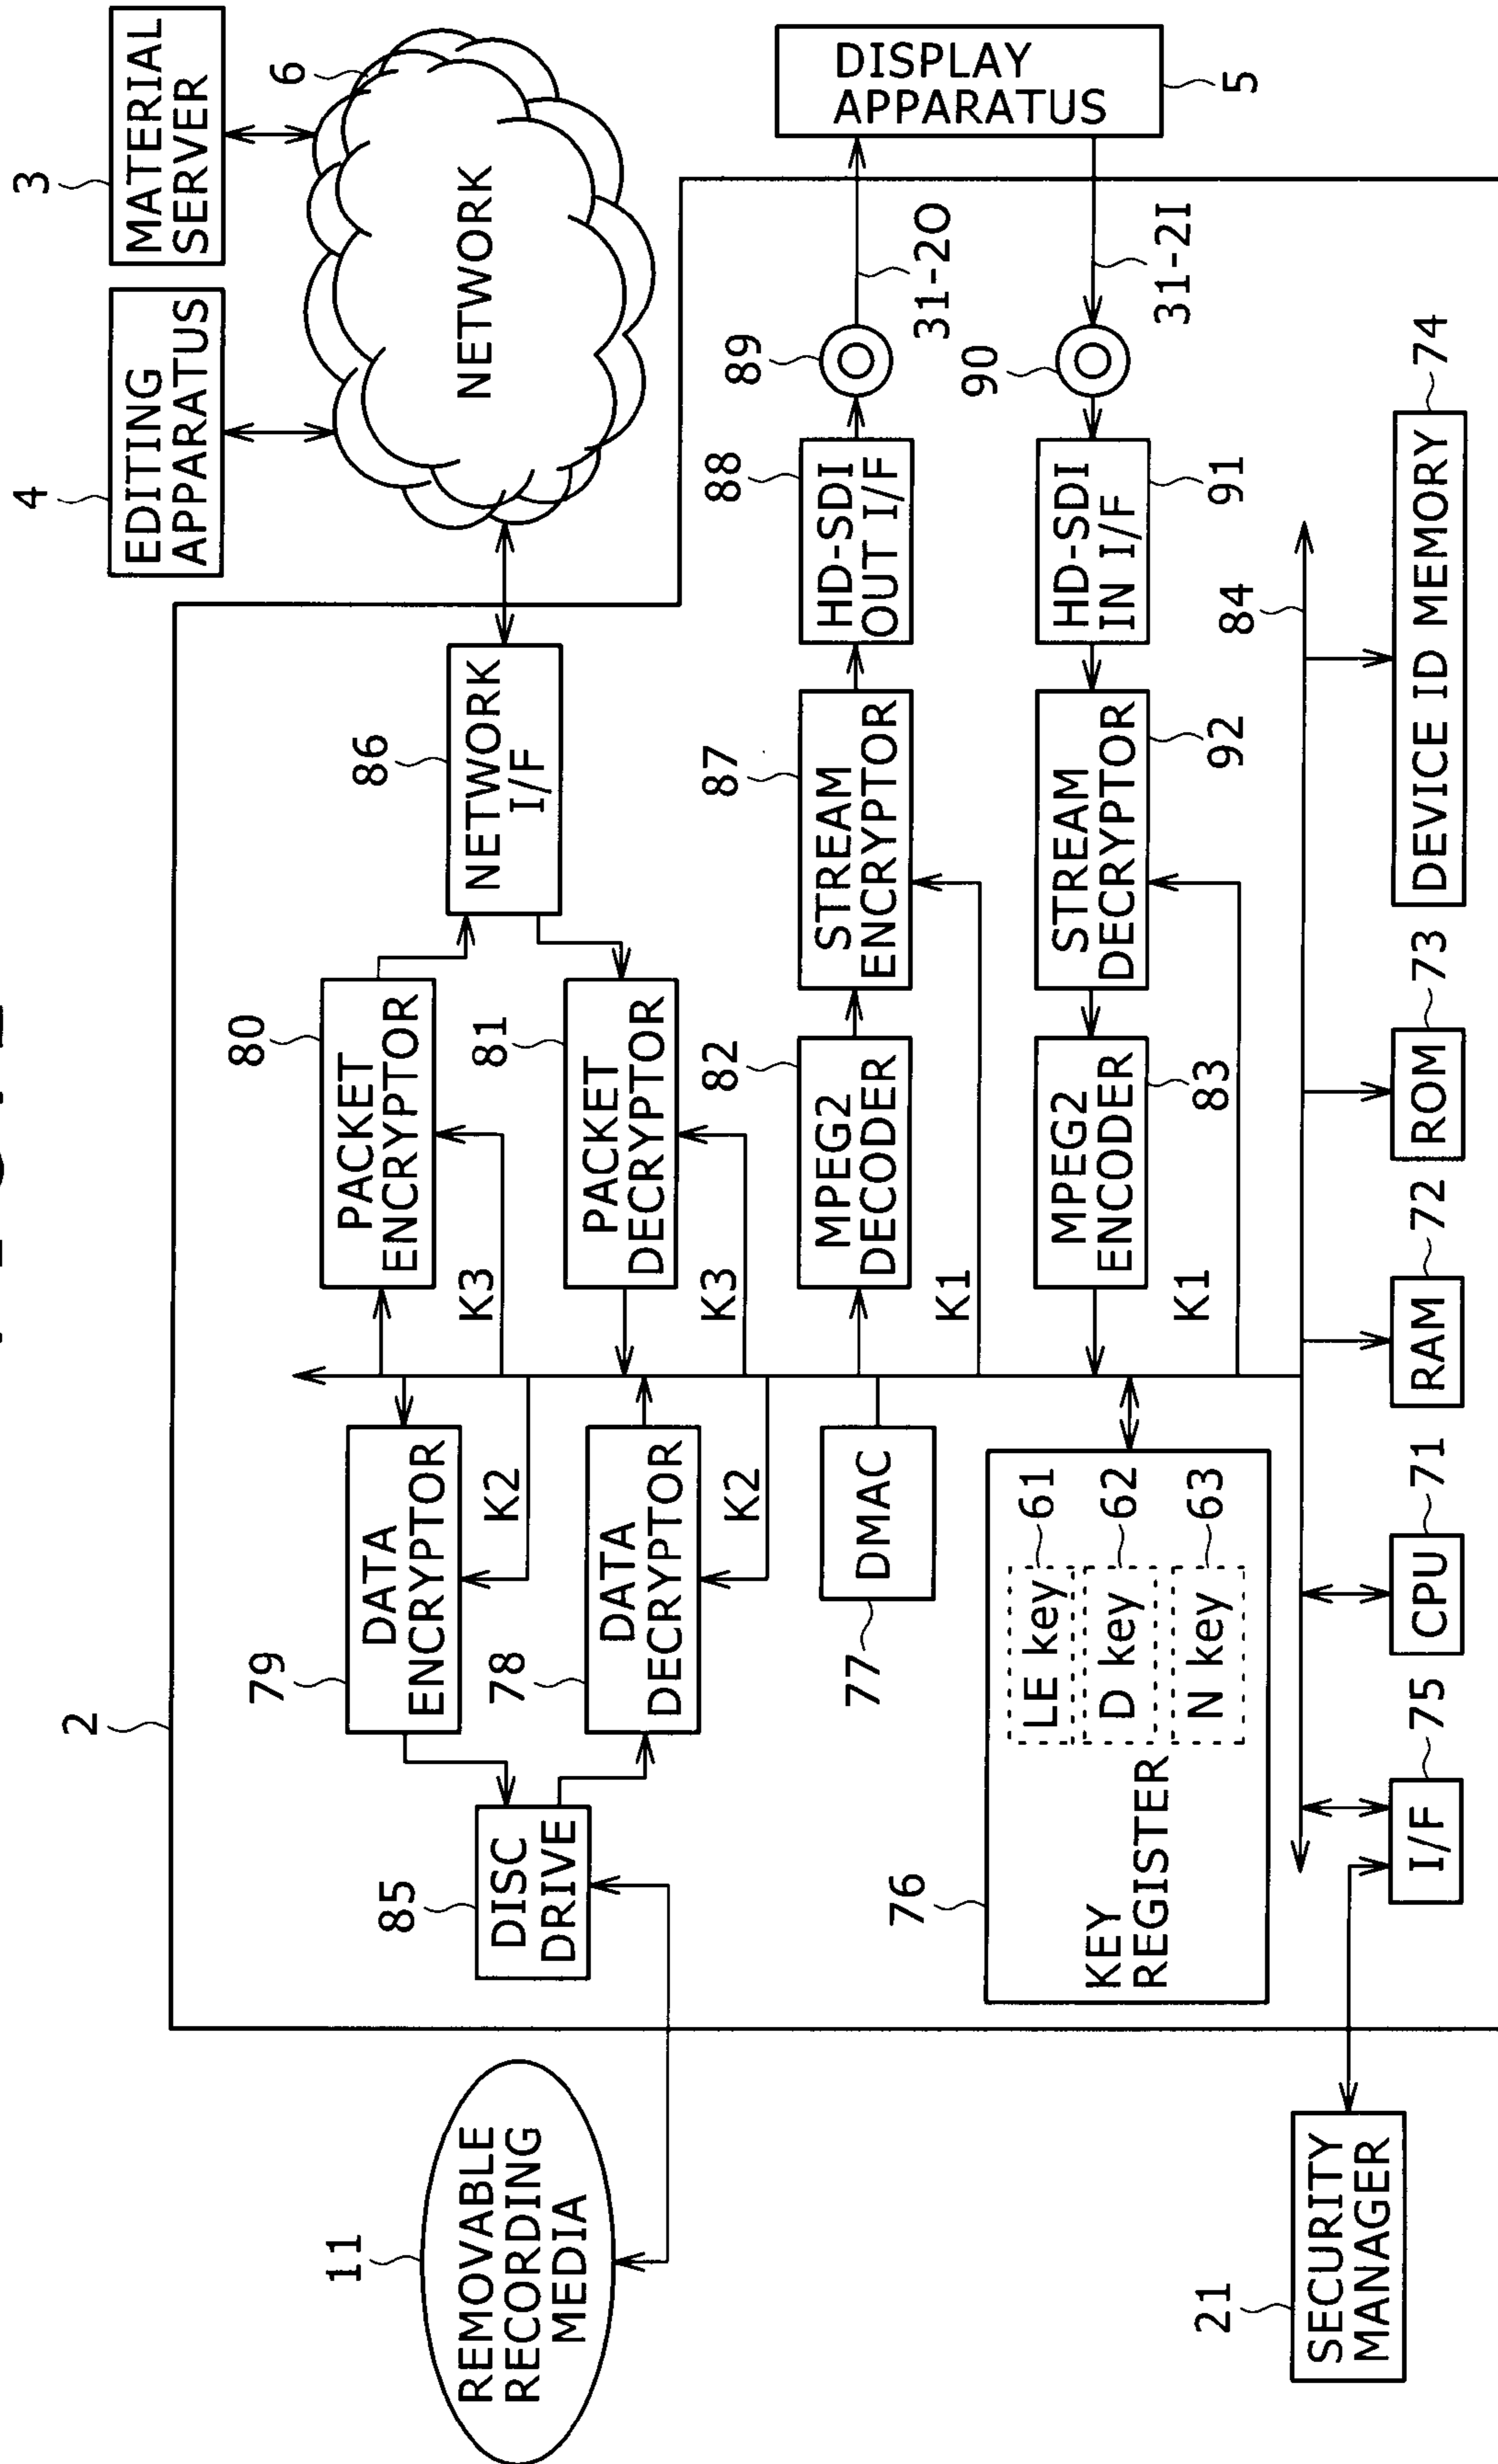 3
MATERIAL
SERVER
4
EDITING
APPARATUS
6
NETWORK
DISPLAY
APPARATUS
5
2
86
NETWORK
I/F
80
PACKET
ENCRYPTOR
K3
81
PACKET
DECRYPTOR
K3
79
DATA
ENCRYPTOR
K2
78
DATA
DECRYPTOR
K2
85
DISC
DRIVE
11
REMOVABLE
RECORDING
MEDIA
82
MPEG2
DECODER
K1
87
STREAM
ENCRYPTOR
88
HD-SDI
OUT I/F
89
31-2O
90
31-2I
HD-SDI
IN I/F
91
STREAM
DECRYPTOR
92
MPEG2
ENCODER
83
K1
DMAC
77
76
KEY
REGISTER
LE key
61
D key
62
N key
63
84
21
SECURITY
MANAGER
I/F
75
CPU
71
RAM
72
ROM
73
DEVICE ID MEMORY
74